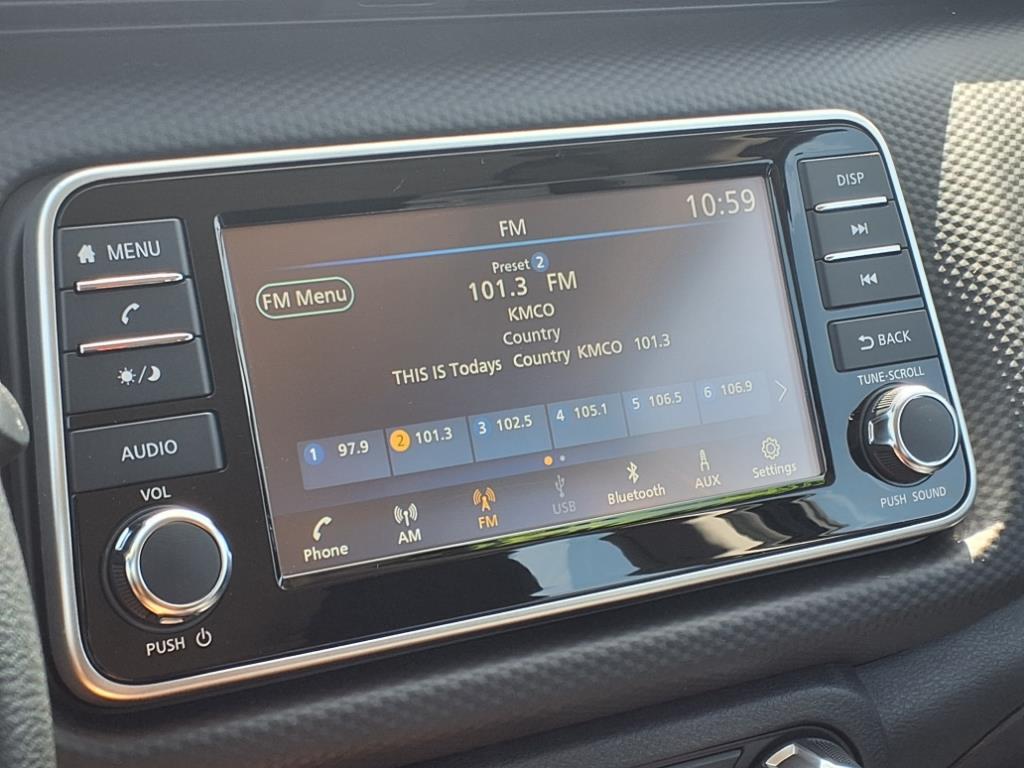 MENU
AUDIO
VOL
PUSH
FM
10:59
FM Menu
Preset 2
101.3 FM
KMCO
Country
THIS IS Todays Country KMCO 101.3
1 97.9 2 101.3 3 102.5 4 105.1 5 106.5 6 106.9
Phone AM FM USB Bluetooth AUX Settings
DISP
BACK
TUNE·SCROLL
PUSH SOUND